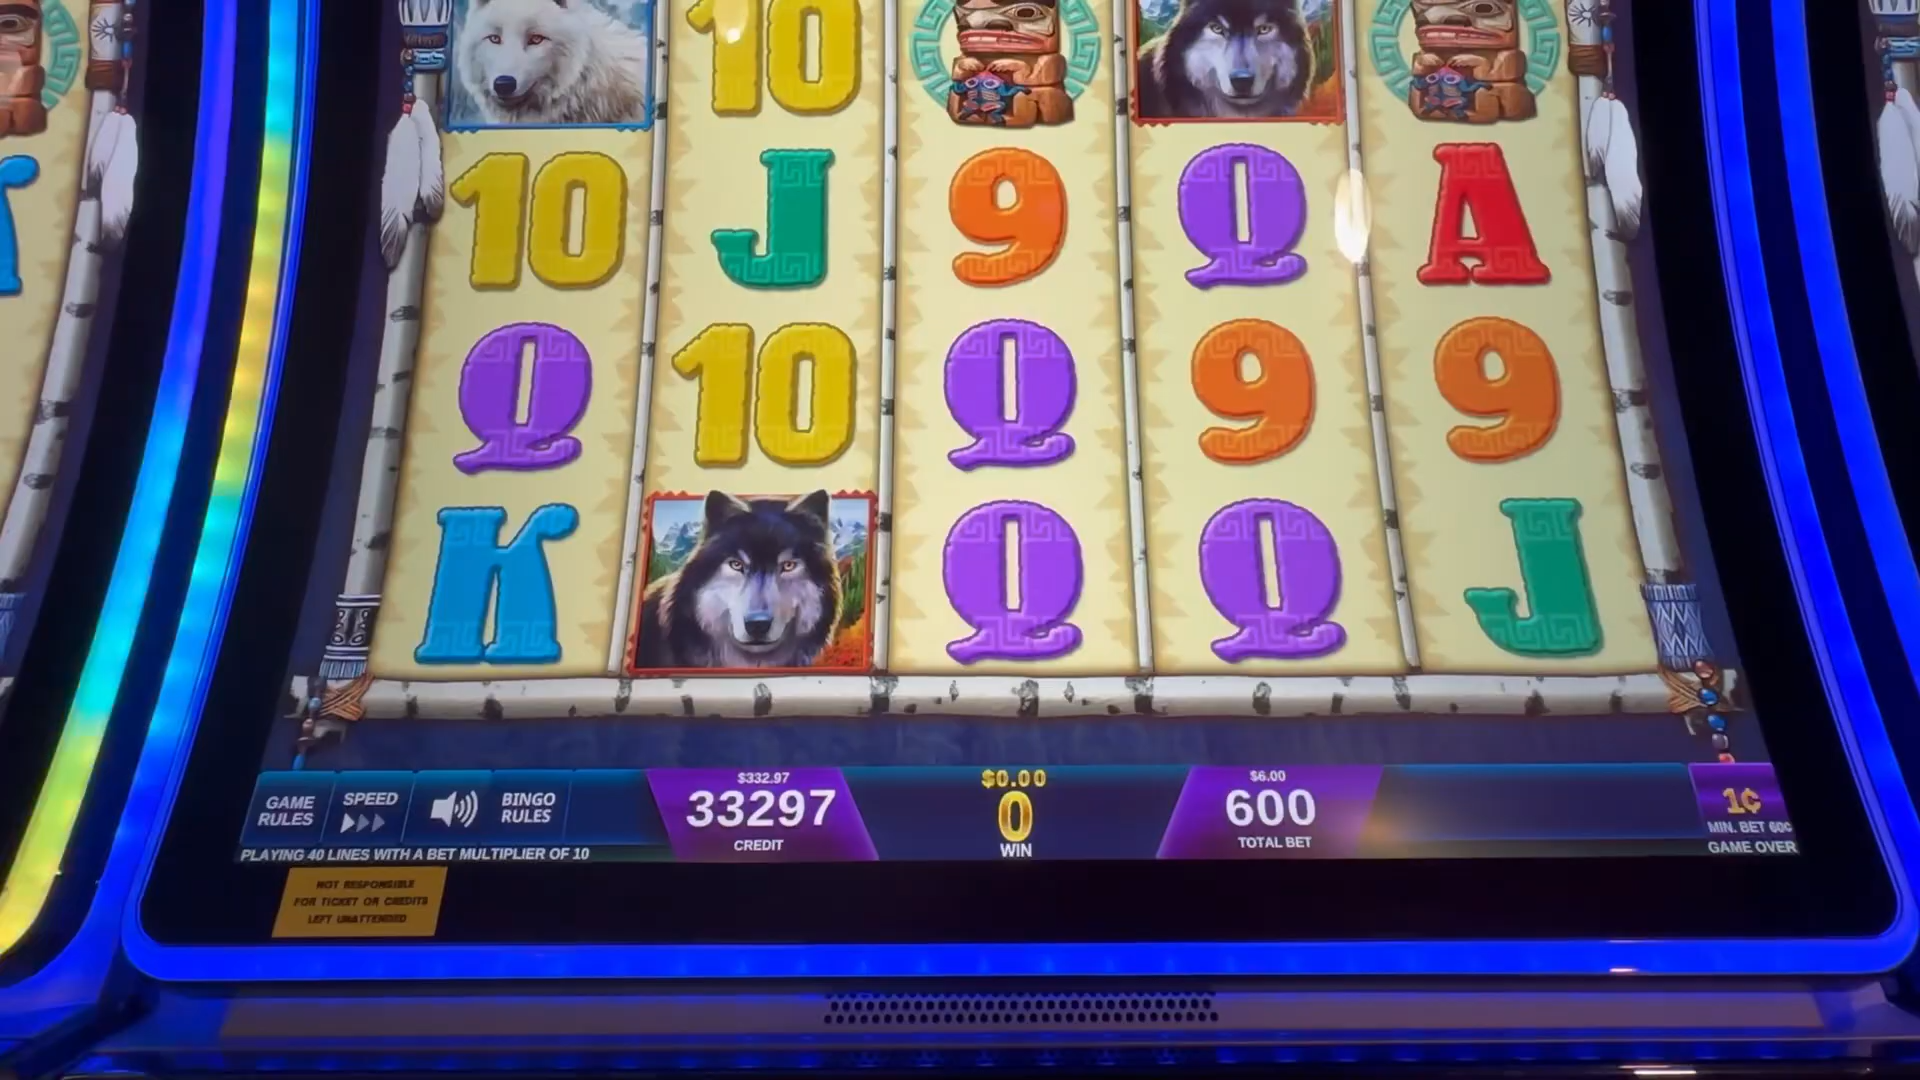 10
10 J 9 Q A
Q 10 Q 9 9
K Q Q J
GAME RULES
SPEED
BINGO RULES
$332.97
33297
CREDIT
$0.00
0
WIN
$6.00
600
TOTAL BET
1¢
MIN. BET 60¢
GAME OVER
PLAYING 40 LINES WITH A BET MULTIPLIER OF 10
NOT RESPONSIBLE
FOR TICKET OR CREDITS
LEFT UNATTENDED